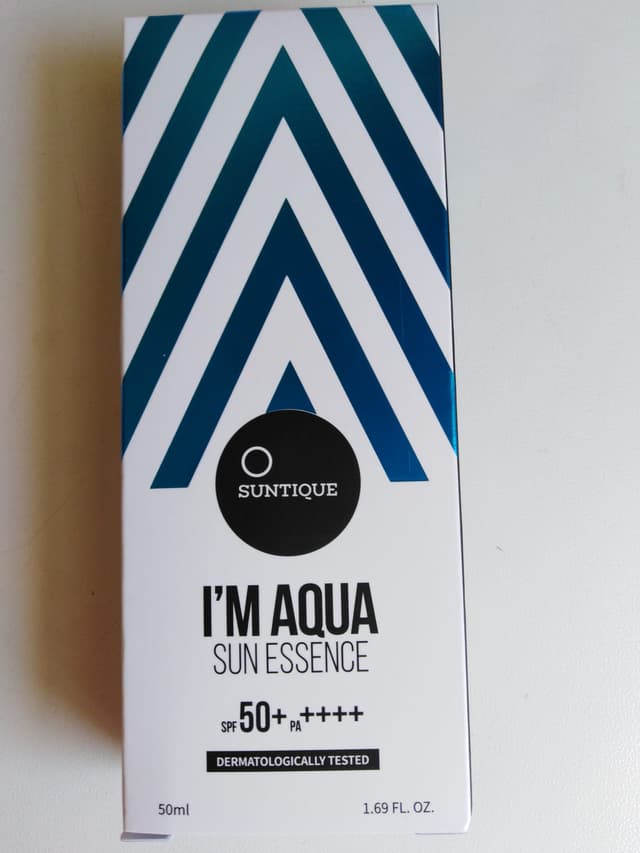 SUNTIQUE
I'M AQUA
SUN ESSENCE
SPF 50+ PA++++
DERMATOLOGICALLY TESTED
50ml 1.69 FL. OZ.